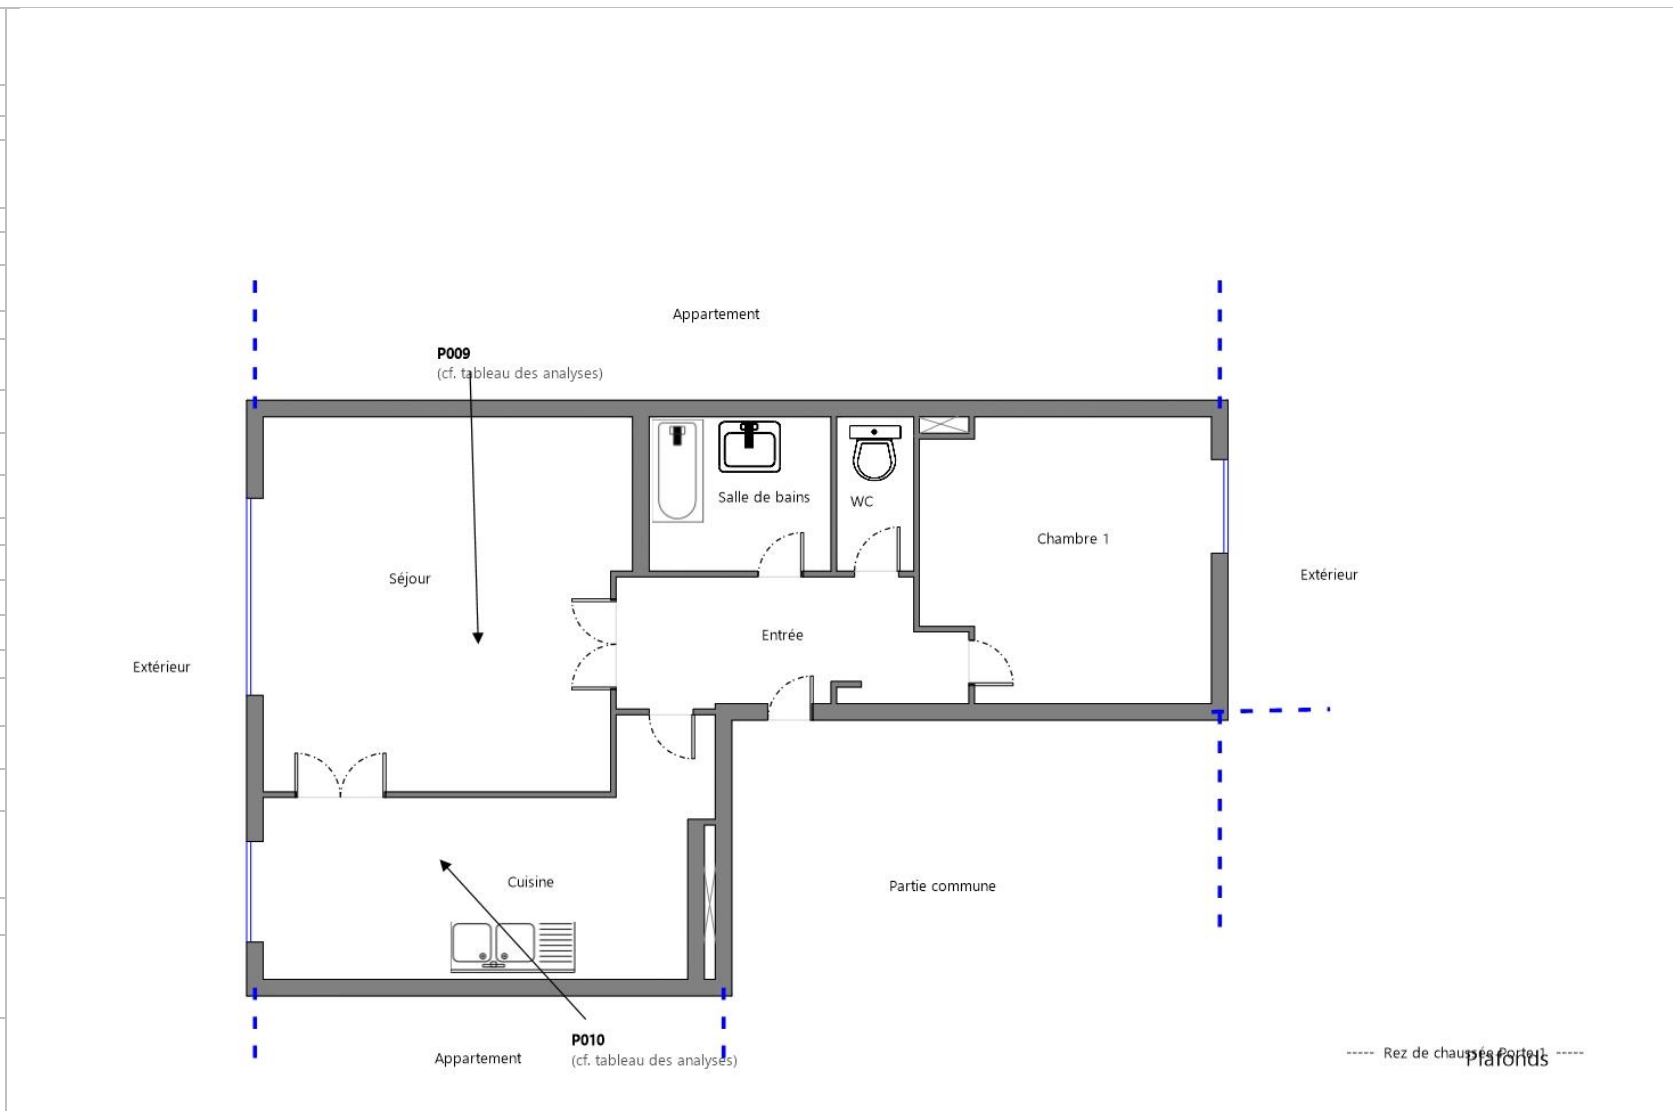 Appartement
P009
(cf. tableau des analyses)
Salle de bains
WC
Chambre 1
Séjour
Extérieur
Entrée
Extérieur
Cuisine
Partie commune
P010
(cf. tableau des analyses)
Appartement
----- Rez de chaussée Porte 1 -----
Plafonds